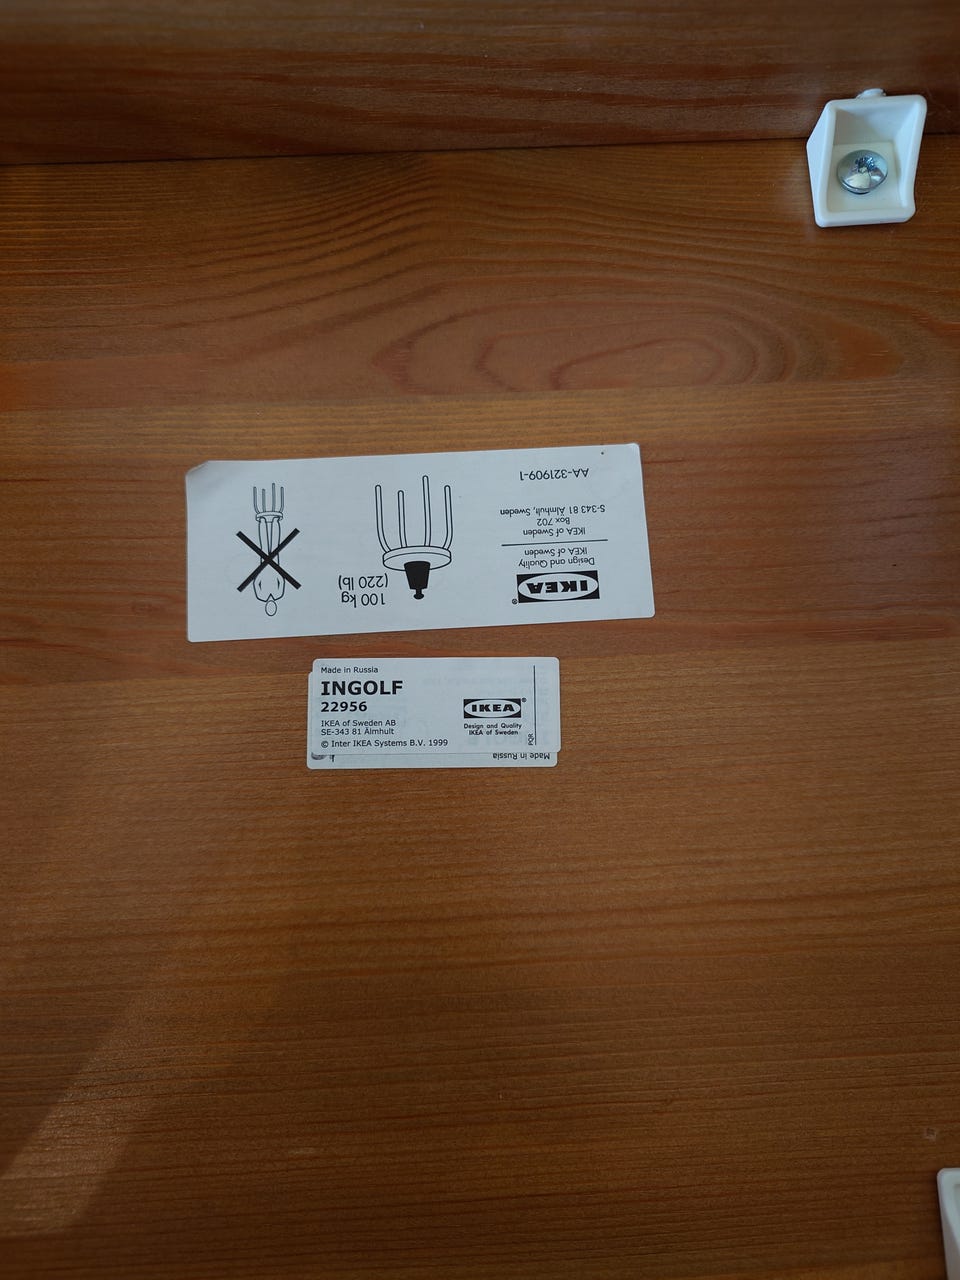 AA-321909-1
IKEA®
Design and Quality
IKEA of Sweden
IKEA of Sweden
Box 702
S-343 81 Älmhult, Sweden
100 kg
(220 lb)
Made in Russia
INGOLF
22956
IKEA of Sweden AB
SE-343 81 Älmhult
© Inter IKEA Systems B.V. 1999
IKEA®
Design and Quality
IKEA of Sweden
PQR
Made in Russia